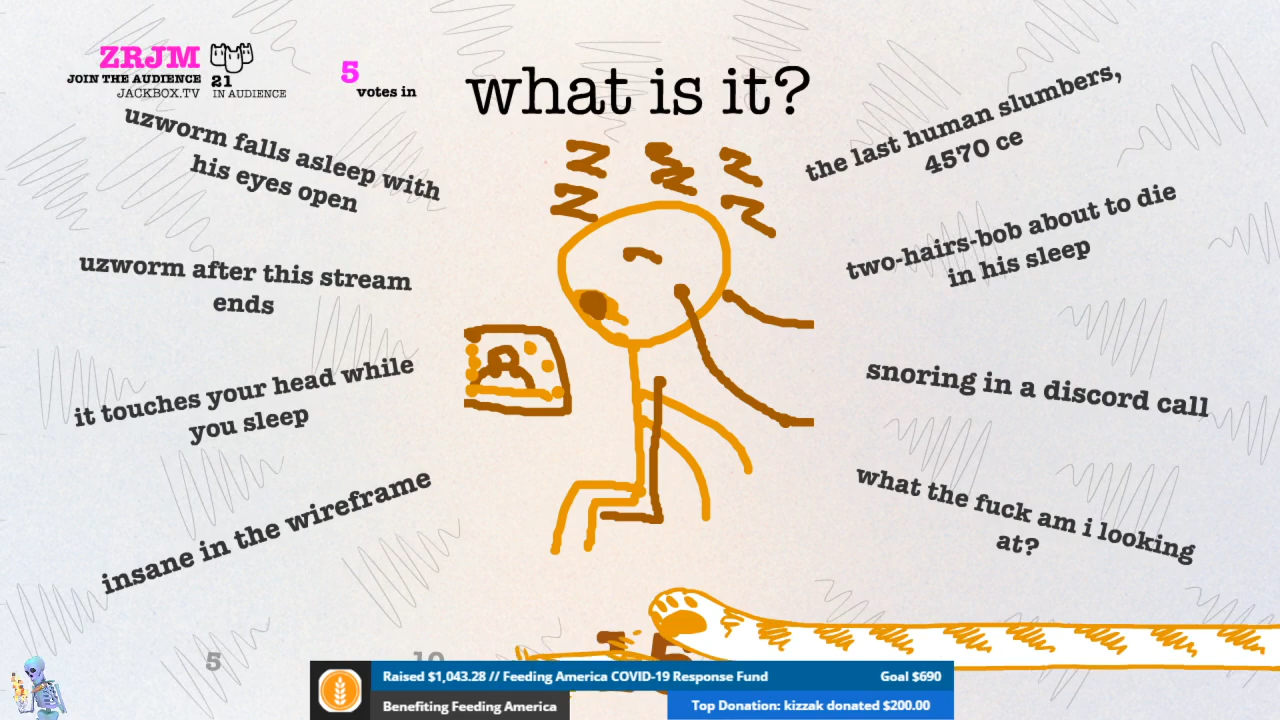 ZRJM
JOIN THE AUDIENCE
JACKBOX.TV
21
IN AUDIENCE
5
votes in
what is it?
uzworm falls asleep with
his eyes open
uzworm after this stream
ends
it touches your head while
you sleep
insane in the wireframe
the last human slumbers,
4570 ce
two-hairs-bob about to die
in his sleep
snoring in a discord call
what the fuck am i looking
at?
Z Z Z
Z Z Z
5
10
Raised $1,043.28 // Feeding America COVID-19 Response Fund
Goal $690
Benefiting Feeding America
Top Donation: kizzak donated $200.00